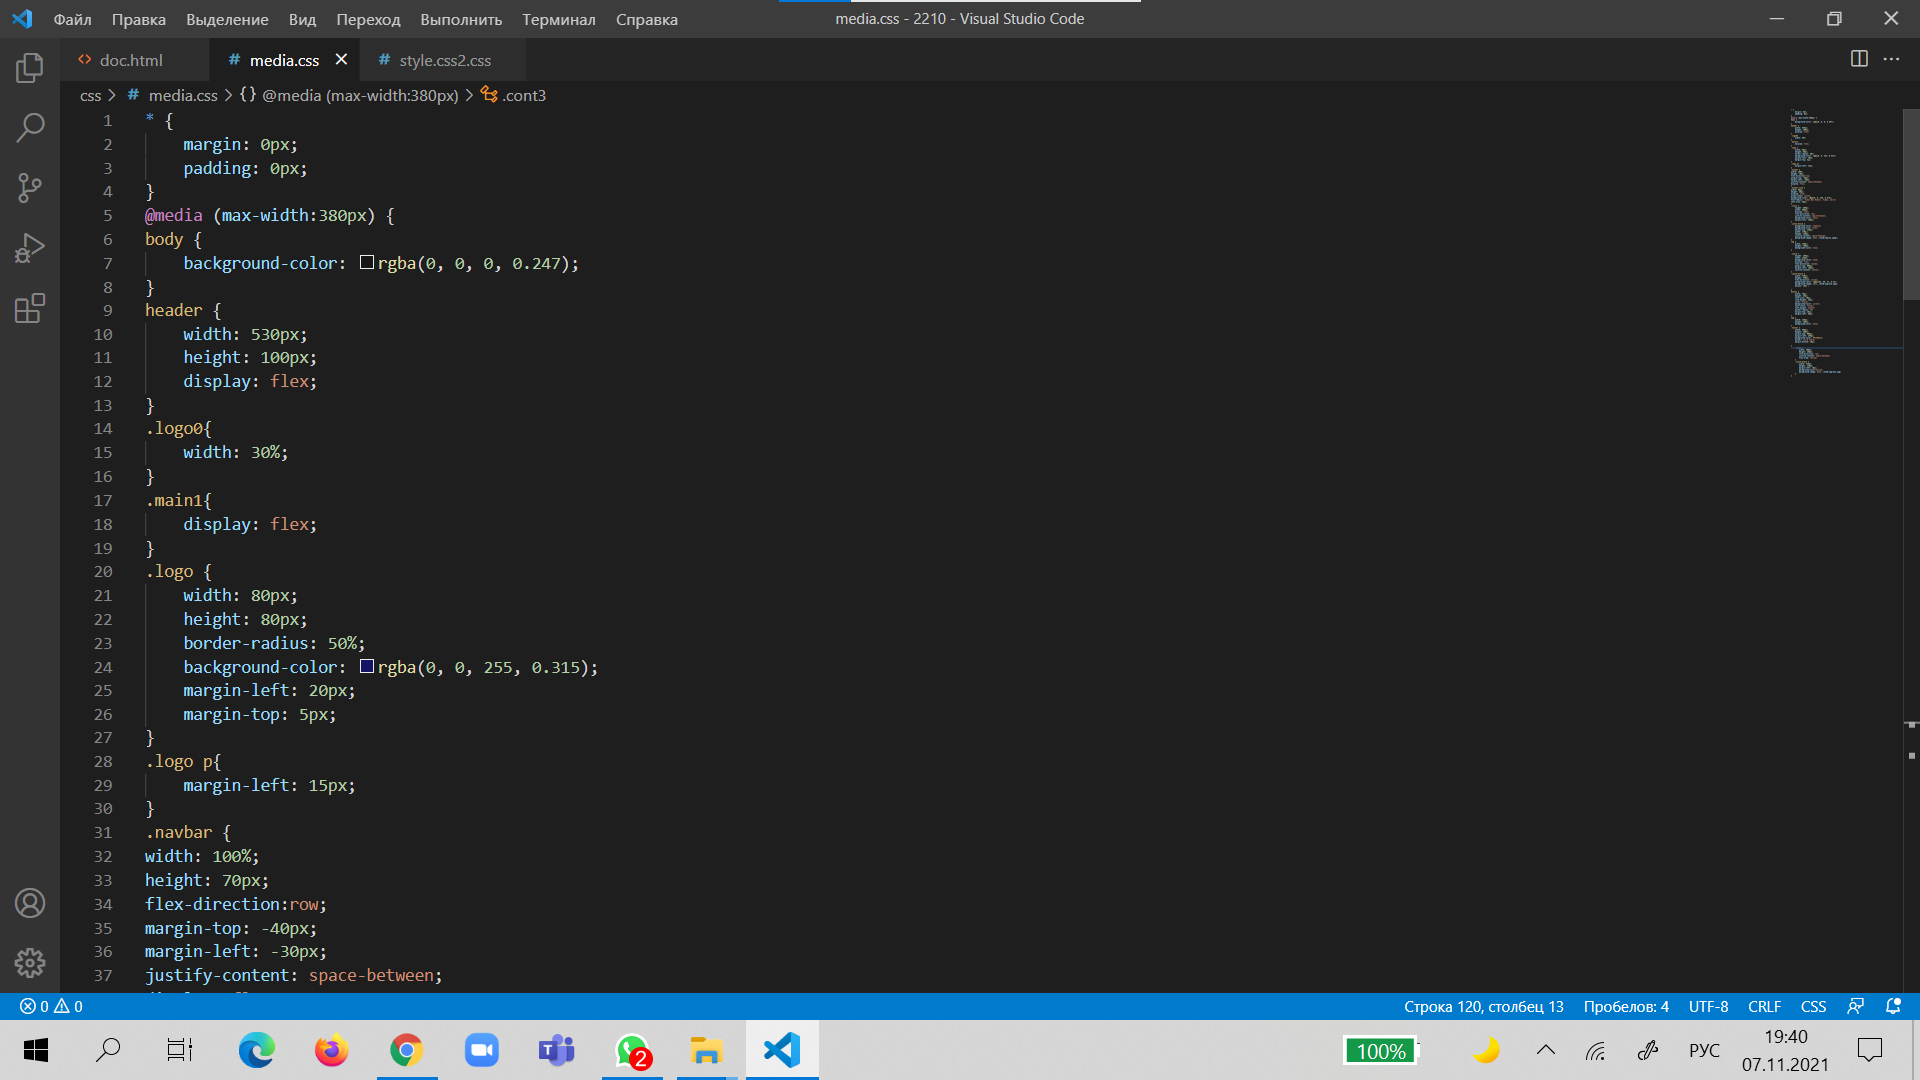 Файл Правка Выделение Вид Переход Выполнить Терминал Справка media.css - 2210 - Visual Studio Code
doc.html # media.css # style.css2.css
css > # media.css > {} @media (max-width:380px) > .cont3
1 * {
2 margin: 0px;
3 padding: 0px;
4 }
5 @media (max-width:380px) {
6 body {
7 background-color: rgba(0, 0, 0, 0.247);
8 }
9 header {
10 width: 530px;
11 height: 100px;
12 display: flex;
13 }
14 .logo0{
15 width: 30%;
16 }
17 .main1{
18 display: flex;
19 }
20 .logo {
21 width: 80px;
22 height: 80px;
23 border-radius: 50%;
24 background-color: rgba(0, 0, 255, 0.315);
25 margin-left: 20px;
26 margin-top: 5px;
27 }
28 .logo p{
29 margin-left: 15px;
30 }
31 .navbar {
32 width: 100%;
33 height: 70px;
34 flex-direction:row;
35 margin-top: -40px;
36 margin-left: -30px;
37 justify-content: space-between;
0 0 Строка 120, столбец 13 Пробелов: 4 UTF-8 CRLF CSS
2 100% РУС 19:40
07.11.2021